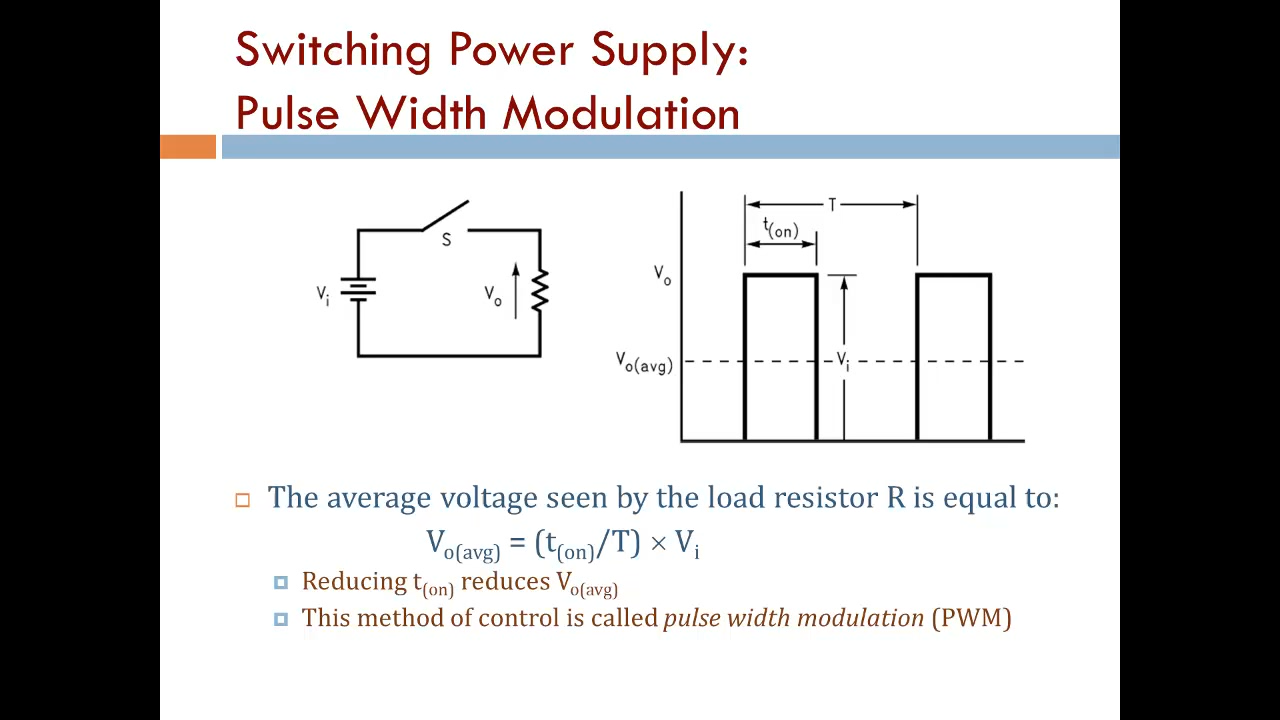 Switching Power Supply:
Pulse Width Modulation
S
Vi
Vo
T
t(on)
Vo
Vo(avg)
Vi
The average voltage seen by the load resistor R is equal to:
Vo(avg) = (t(on)/T) × Vi
Reducing t(on) reduces Vo(avg)
This method of control is called pulse width modulation (PWM)